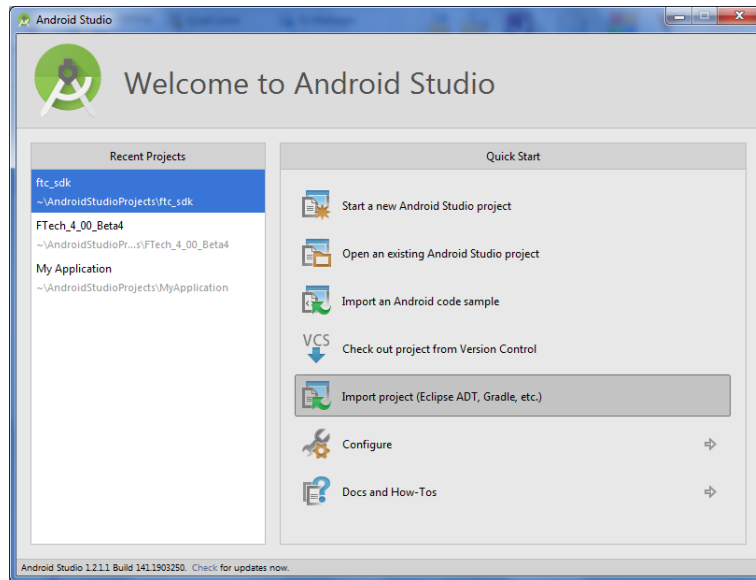 Android Studio
Welcome to Android Studio
Recent Projects
ftc_sdk
~\AndroidStudioProjects\ftc_sdk
FTech_4_00_Beta4
~\AndroidStudioPr...s\FTech_4_00_Beta4
My Application
~\AndroidStudioProjects\MyApplication
Quick Start
Start a new Android Studio project
Open an existing Android Studio project
Import an Android code sample
VCS
Check out project from Version Control
Import project (Eclipse ADT, Gradle, etc.)
Configure
Docs and How-Tos
Android Studio 1.2.1.1 Build 141.1903250. Check for updates now.